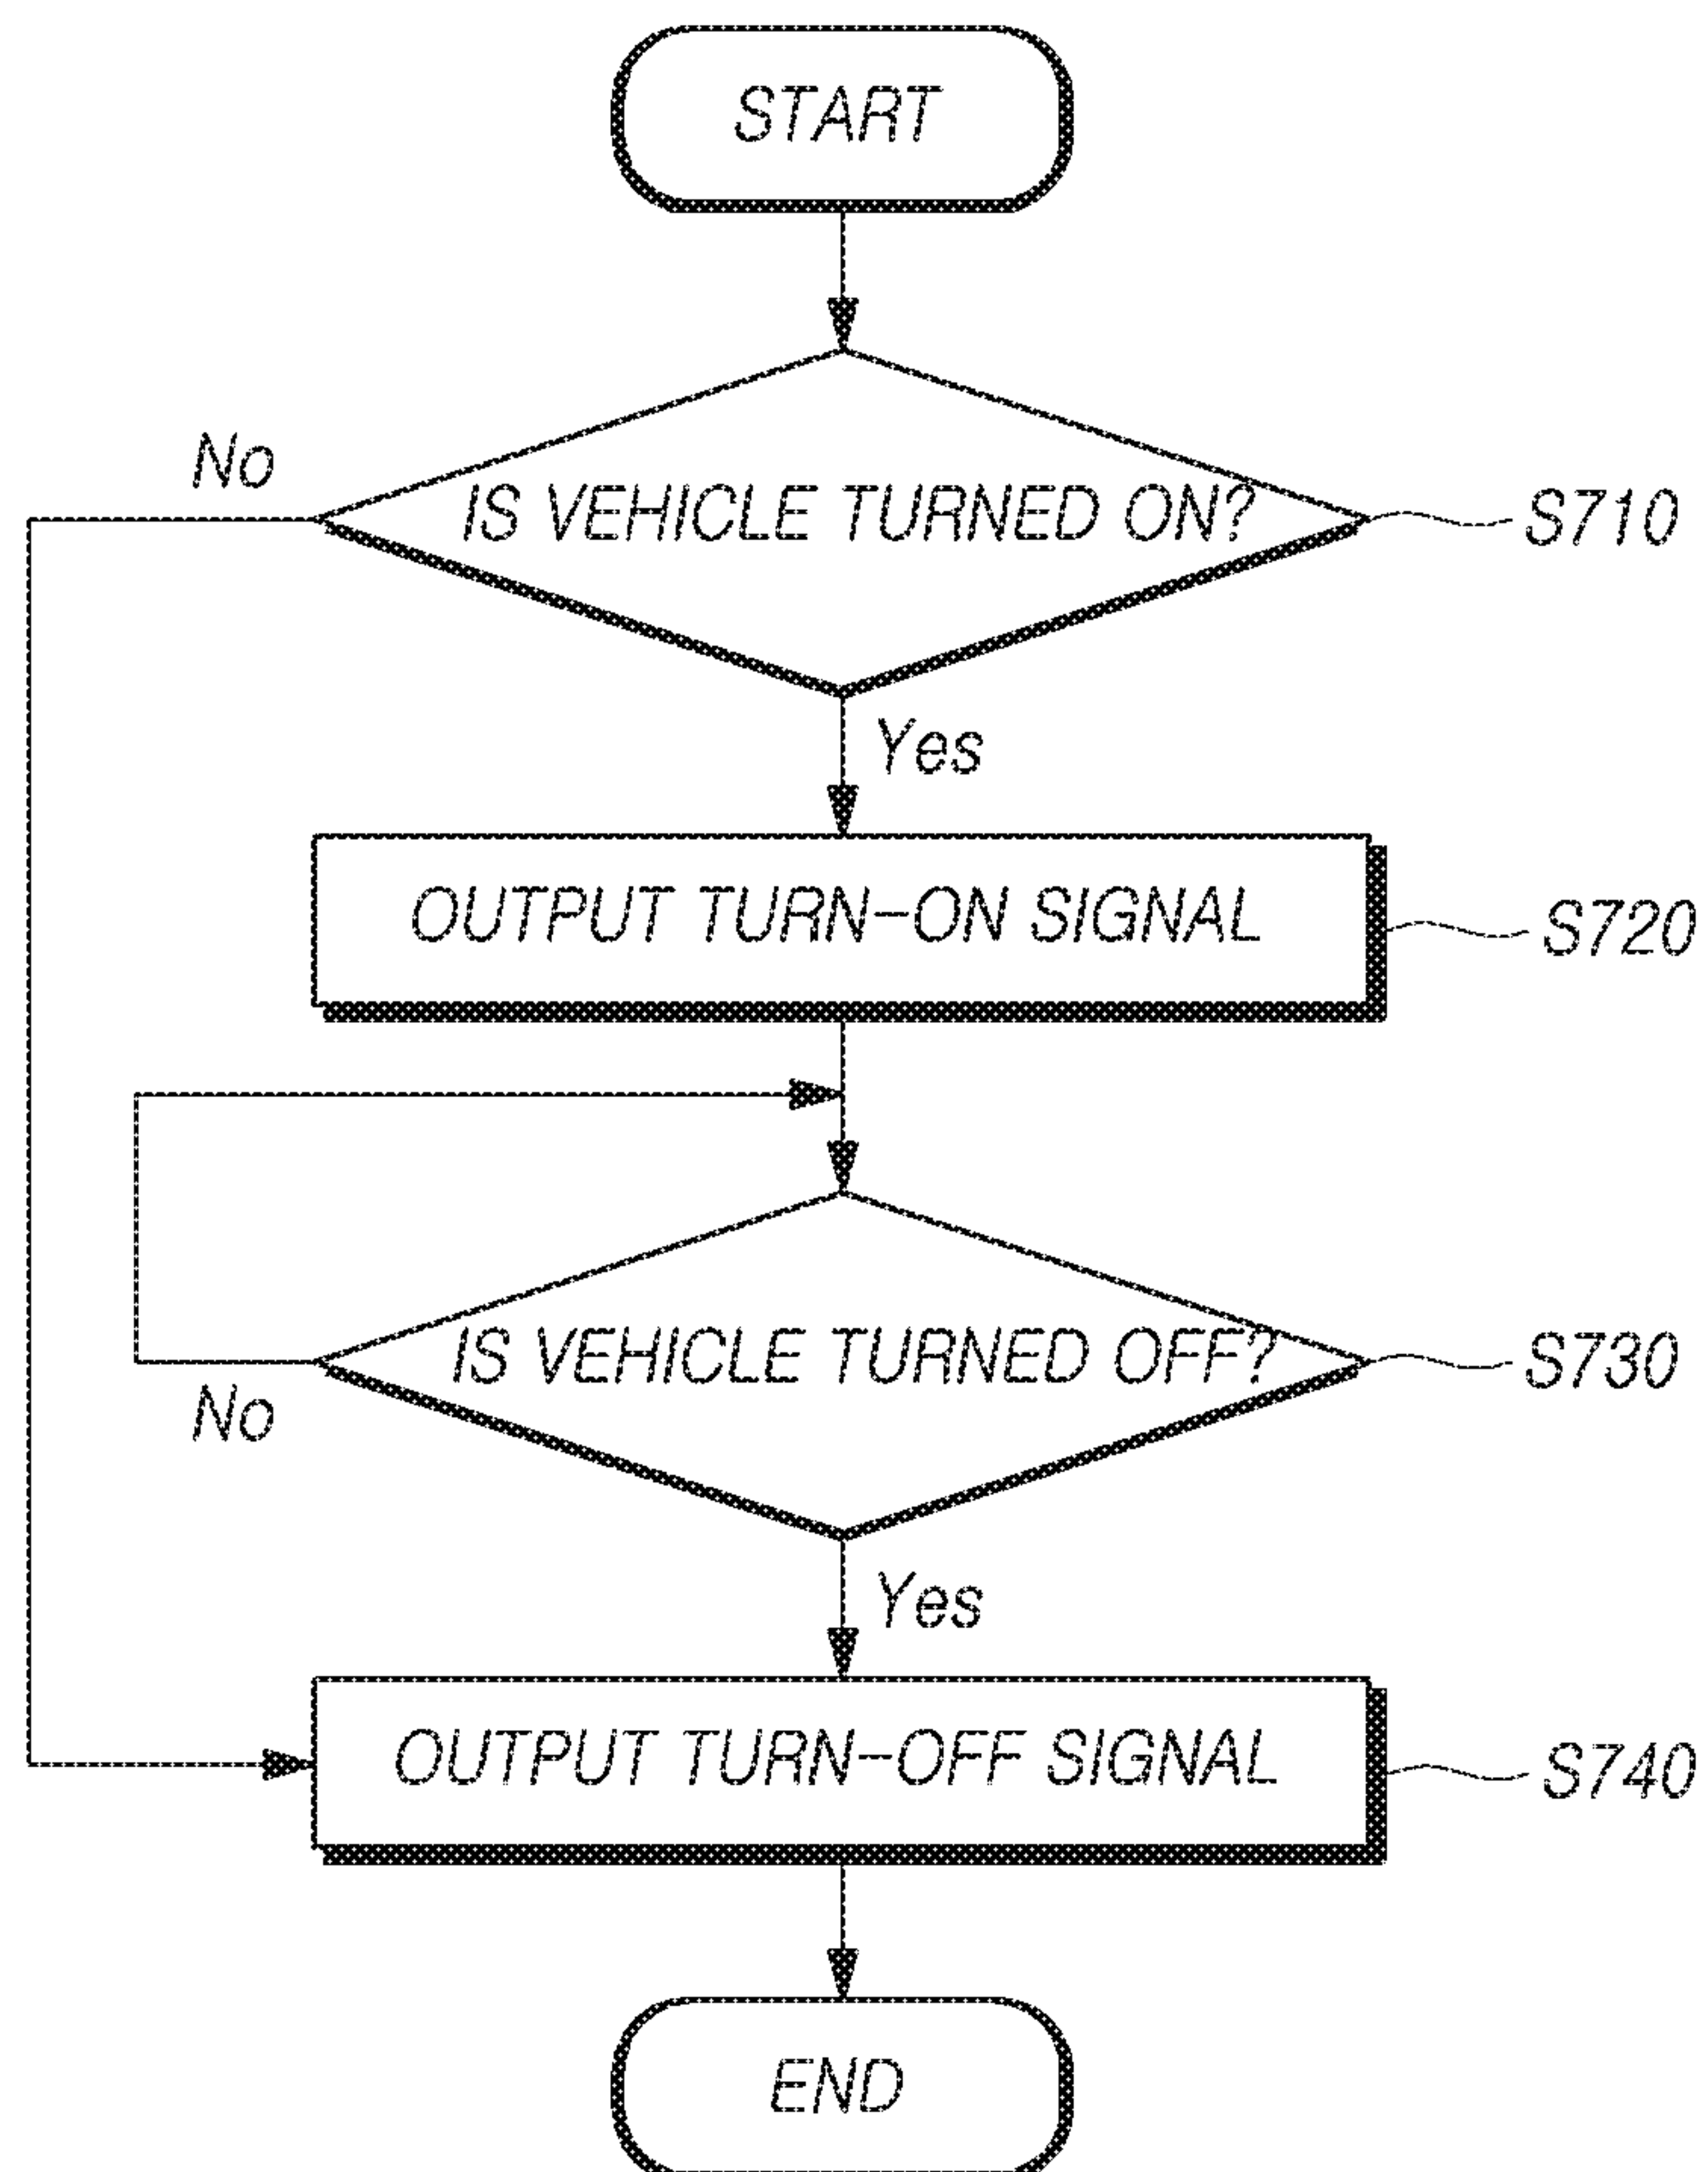 START
No
IS VEHICLE TURNED ON?
S710
Yes
OUTPUT TURN-ON SIGNAL
S720
IS VEHICLE TURNED OFF?
S730
No
Yes
OUTPUT TURN-OFF SIGNAL
S740
END